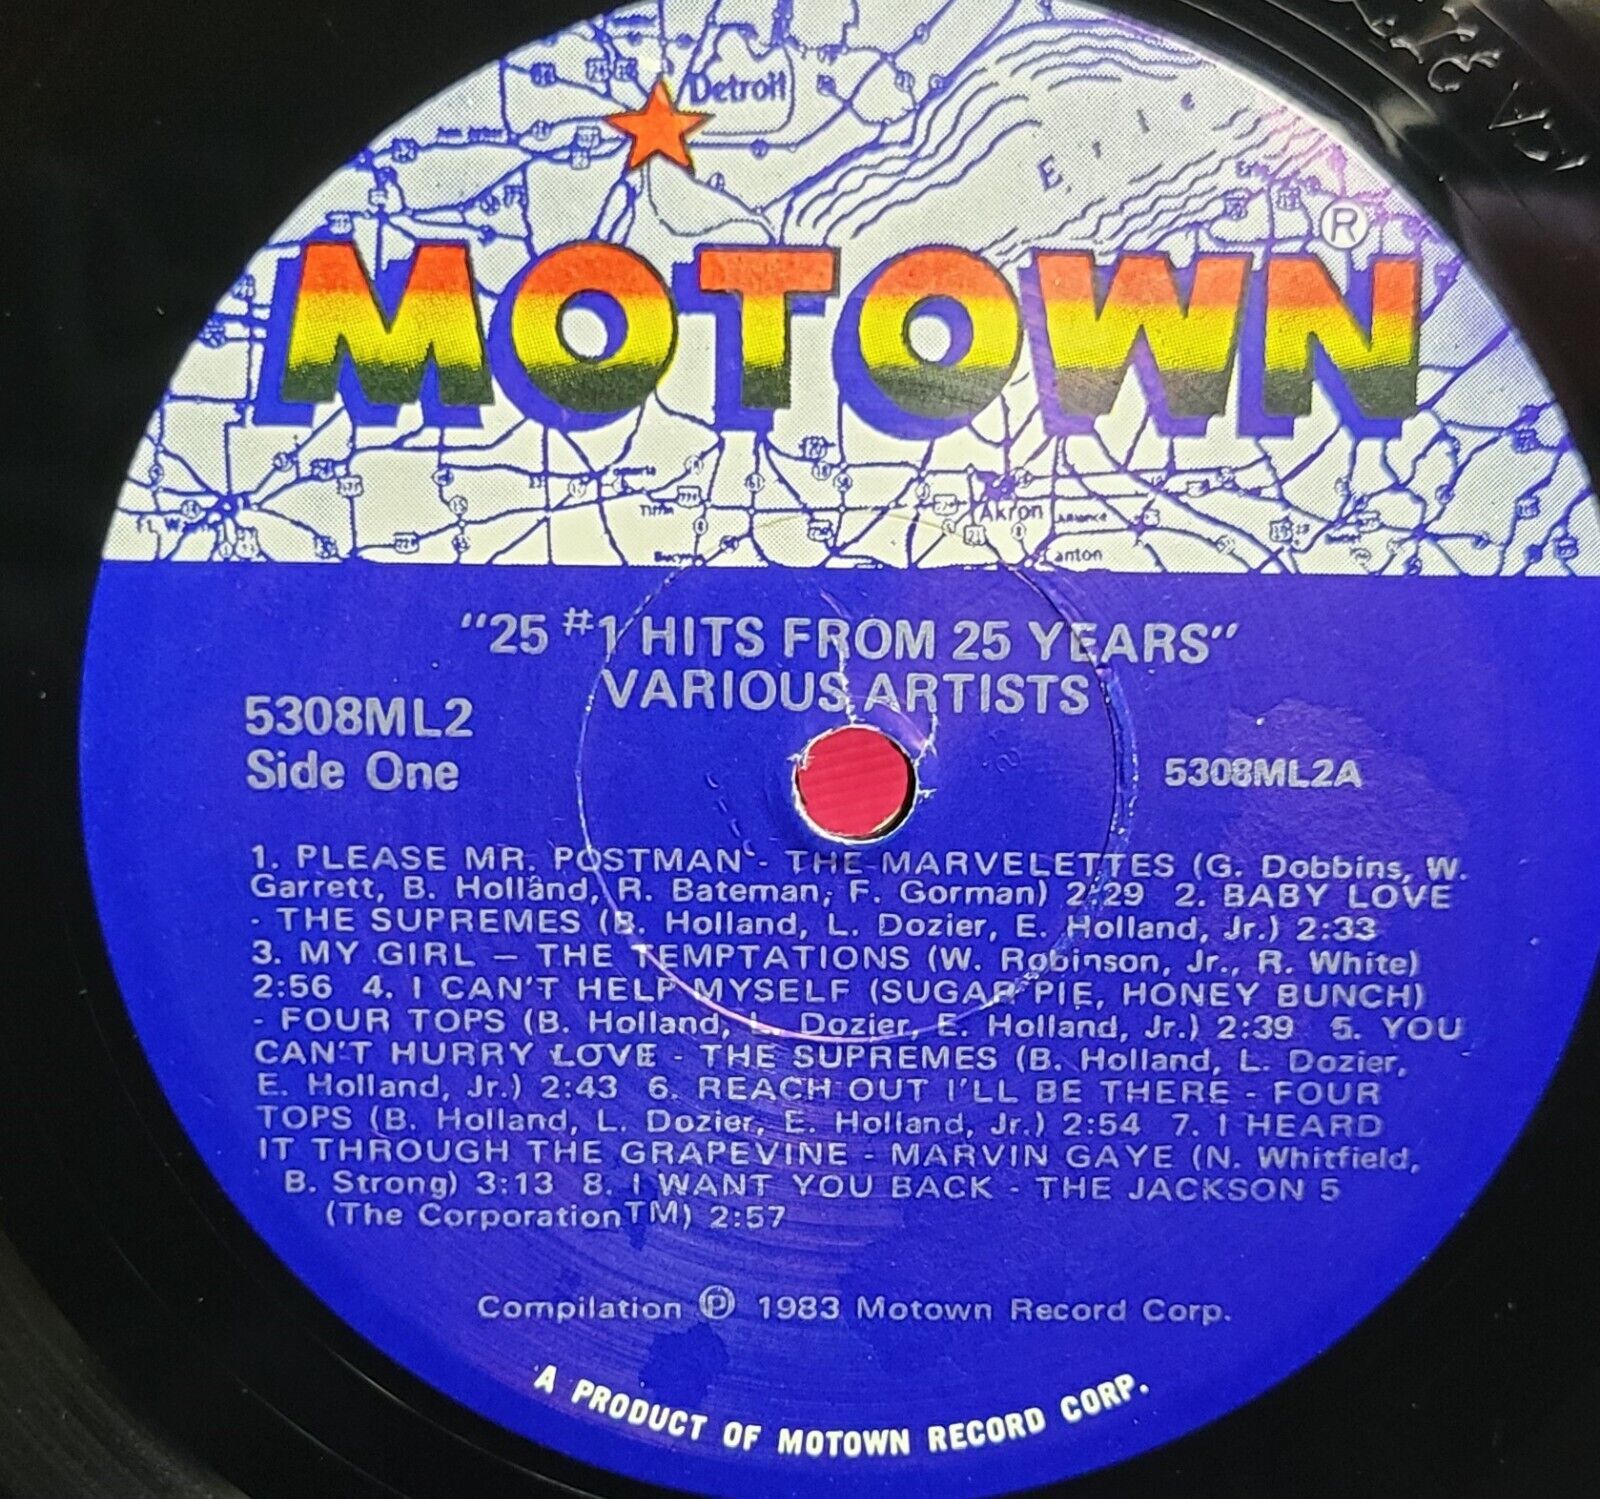 Detroit
Erie
®
MOTOWN
Tiffin
Akron
Alliance
Canton
"25 #1 HITS FROM 25 YEARS"
VARIOUS ARTISTS
5308ML2
Side One
5308ML2A
1. PLEASE MR. POSTMAN - THE MARVELETTES (G. Dobbins, W.
Garrett, B. Holland, R. Bateman, F. Gorman) 2:29 2. BABY LOVE
- THE SUPREMES (B. Holland, L. Dozier, E. Holland, Jr.) 2:33
3. MY GIRL — THE TEMPTATIONS (W. Robinson, Jr., R. White)
2:56 4. I CAN'T HELP MYSELF (SUGAR PIE, HONEY BUNCH)
- FOUR TOPS (B. Holland, L. Dozier, E. Holland, Jr.) 2:39 5. YOU
CAN'T HURRY LOVE - THE SUPREMES (B. Holland, L. Dozier,
E. Holland, Jr.) 2:43 6. REACH OUT I'LL BE THERE - FOUR
TOPS (B. Holland, L. Dozier, E. Holland, Jr.) 2:54 7. I HEARD
IT THROUGH THE GRAPEVINE - MARVIN GAYE (N. Whitfield,
B. Strong) 3:13 8. I WANT YOU BACK - THE JACKSON 5
(The Corporation™) 2:57
Compilation ℗ 1983 Motown Record Corp.
A PRODUCT OF MOTOWN RECORD CORP.